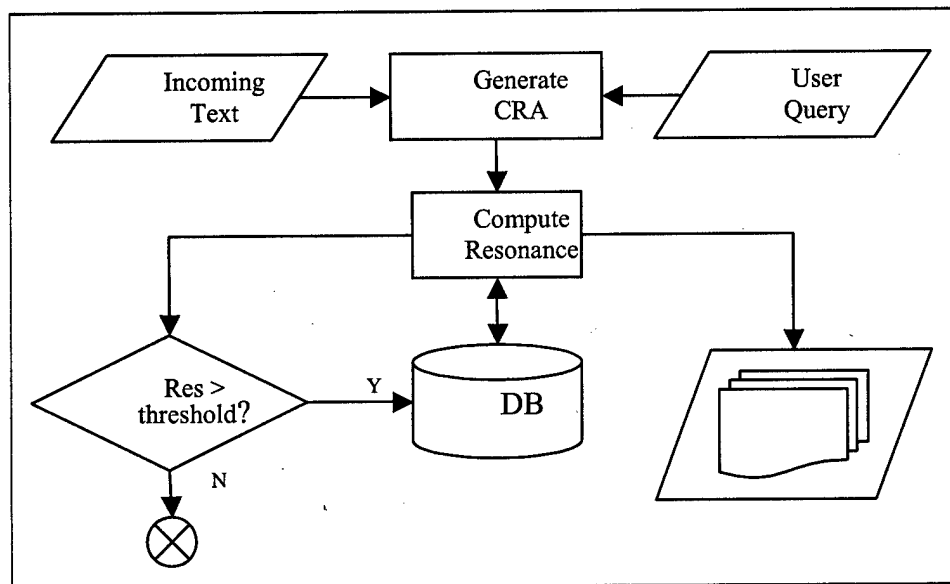 Incoming
Text
Generate
CRA
User
Query
Compute
Resonance
Res >
threshold?
Y
DB
N